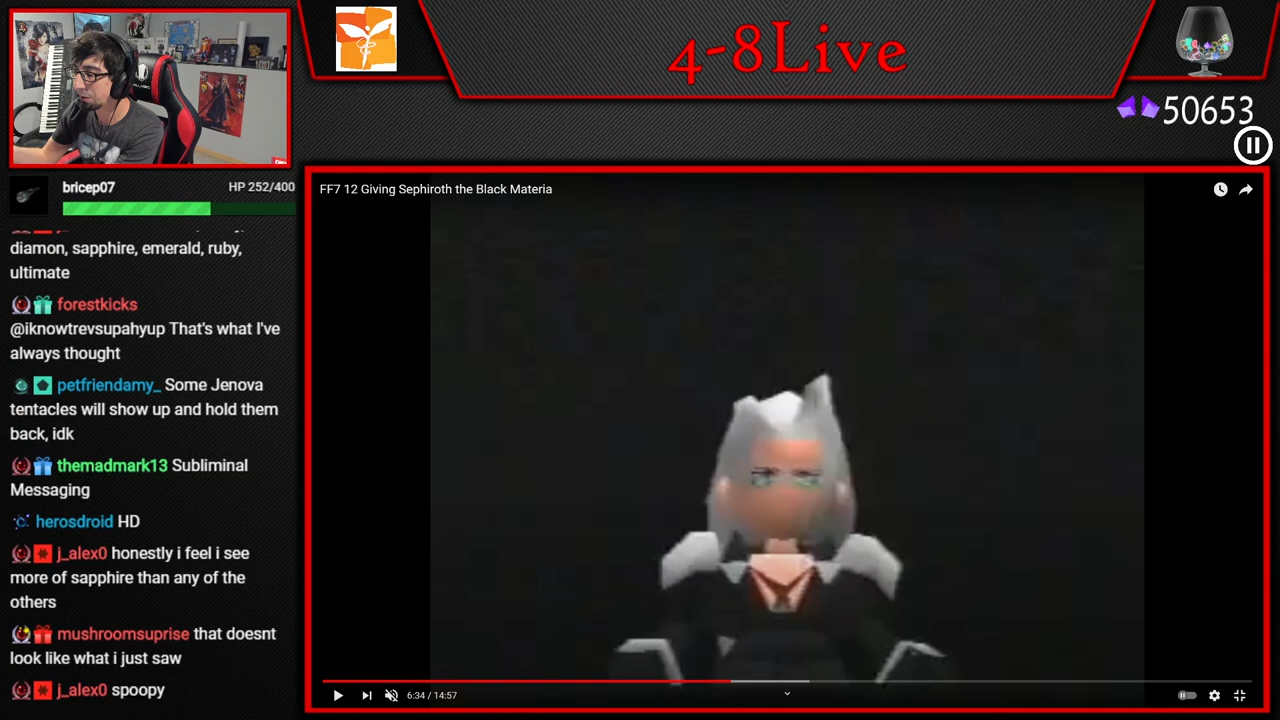 4-8Live
50653
bricep07 HP 252/400
diamon, sapphire, emerald, ruby,
ultimate
forestkicks
@iknowtrevsupahyup That's what I've
always thought
petfriendamy_ Some Jenova
tentacles will show up and hold them
back, idk
themadmark13 Subliminal
Messaging
herosdroid HD
j_alex0 honestly i feel i see
more of sapphire than any of the
others
mushroomsuprise that doesnt
look like what i just saw
j_alex0 spoopy
FF7 12 Giving Sephiroth the Black Materia
6:34 / 14:57